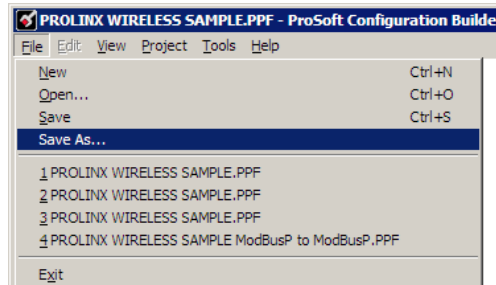 PROLINX WIRELESS SAMPLE.PPF - ProSoft Configuration Builde
File Edit View Project Tools Help
New Ctrl+N
Open... Ctrl+O
Save Ctrl+S
Save As...
1 PROLINX WIRELESS SAMPLE.PPF
2 PROLINX WIRELESS SAMPLE.PPF
3 PROLINX WIRELESS SAMPLE.PPF
4 PROLINX WIRELESS SAMPLE ModBusP to ModBusP.PPF
Exit